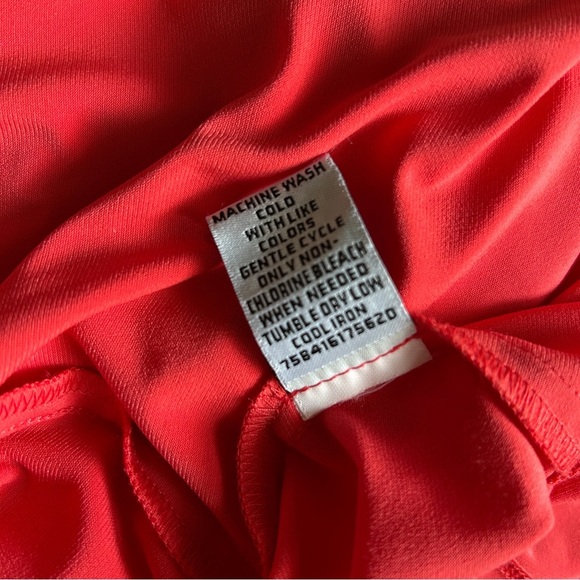 MACHINE WASH
COLD
WITH LIKE
COLORS
GENTLE CYCLE
ONLY NON-
CHLORINE BLEACH
WHEN NEEDED
TUMBLE DRY LOW
COOL IRON
758416175620